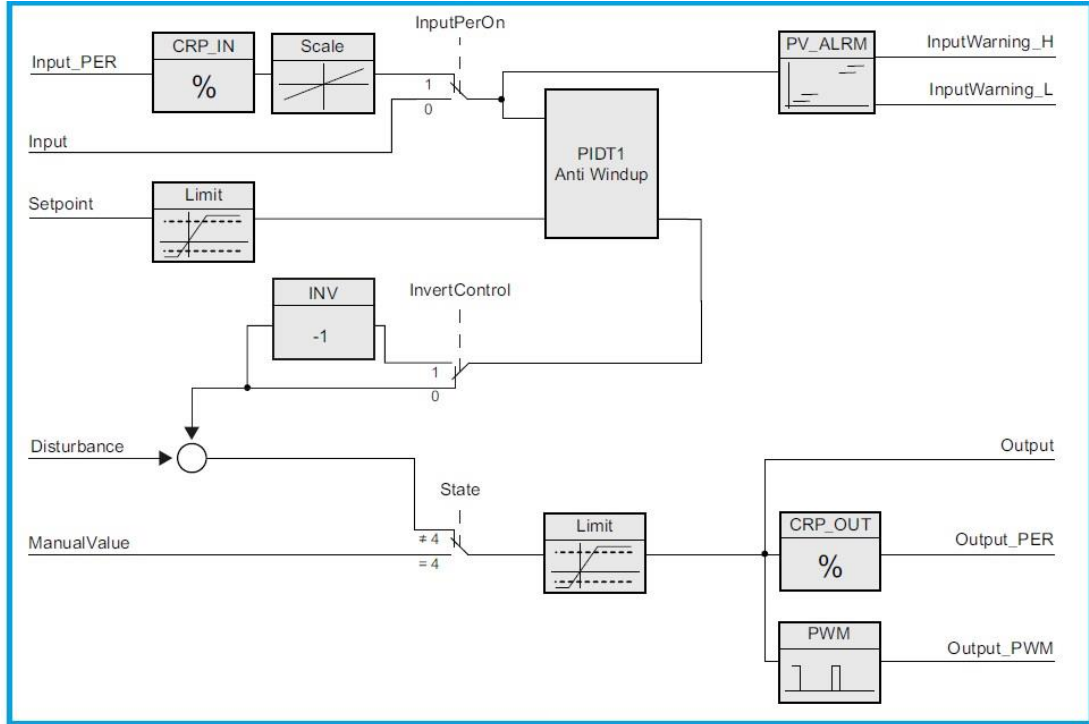 InputPerOn
Input_PER
CRP_IN
%
Scale
1
0
PV_ALRM
InputWarning_H
InputWarning_L
Input
PIDT1
Anti Windup
Setpoint
Limit
INV
-1
InvertControl
1
0
Disturbance
Output
State
ManualValue
≠ 4
= 4
Limit
CRP_OUT
%
Output_PER
PWM
Output_PWM